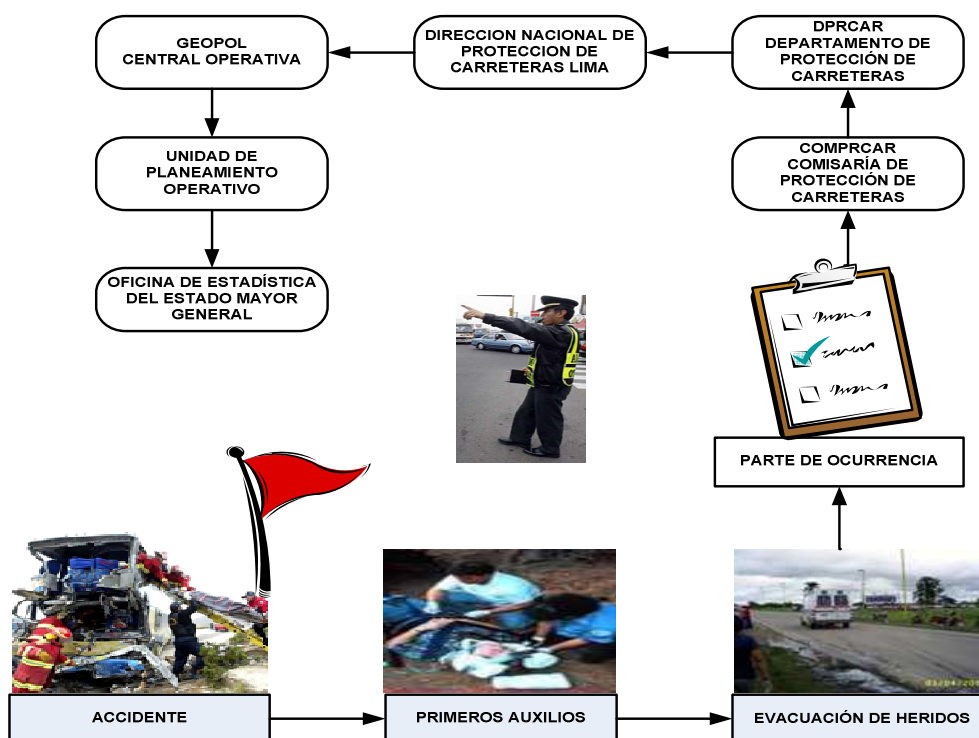 GEOPOL
CENTRAL OPERATIVA
DIRECCION NACIONAL DE
PROTECCION DE
CARRETERAS LIMA
DPRCAR
DEPARTAMENTO DE
PROTECCIÓN DE
CARRETERAS
UNIDAD DE
PLANEAMIENTO
OPERATIVO
COMPRCAR
COMISARÍA DE
PROTECCIÓN DE
CARRETERAS
OFICINA DE ESTADÍSTICA
DEL ESTADO MAYOR
GENERAL
PARTE DE OCURRENCIA
ACCIDENTE
PRIMEROS AUXILIOS
EVACUACIÓN DE HERIDOS